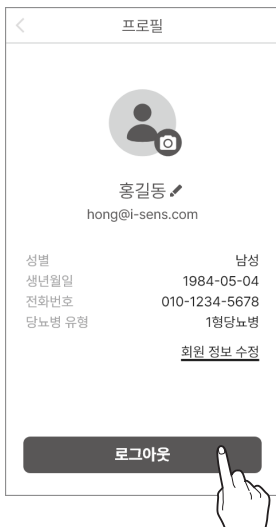 프로필
홍길동
hong@i-sens.com
성별 남성
생년월일 1984-05-04
전화번호 010-1234-5678
당뇨병 유형 1형당뇨병
회원 정보 수정
로그아웃